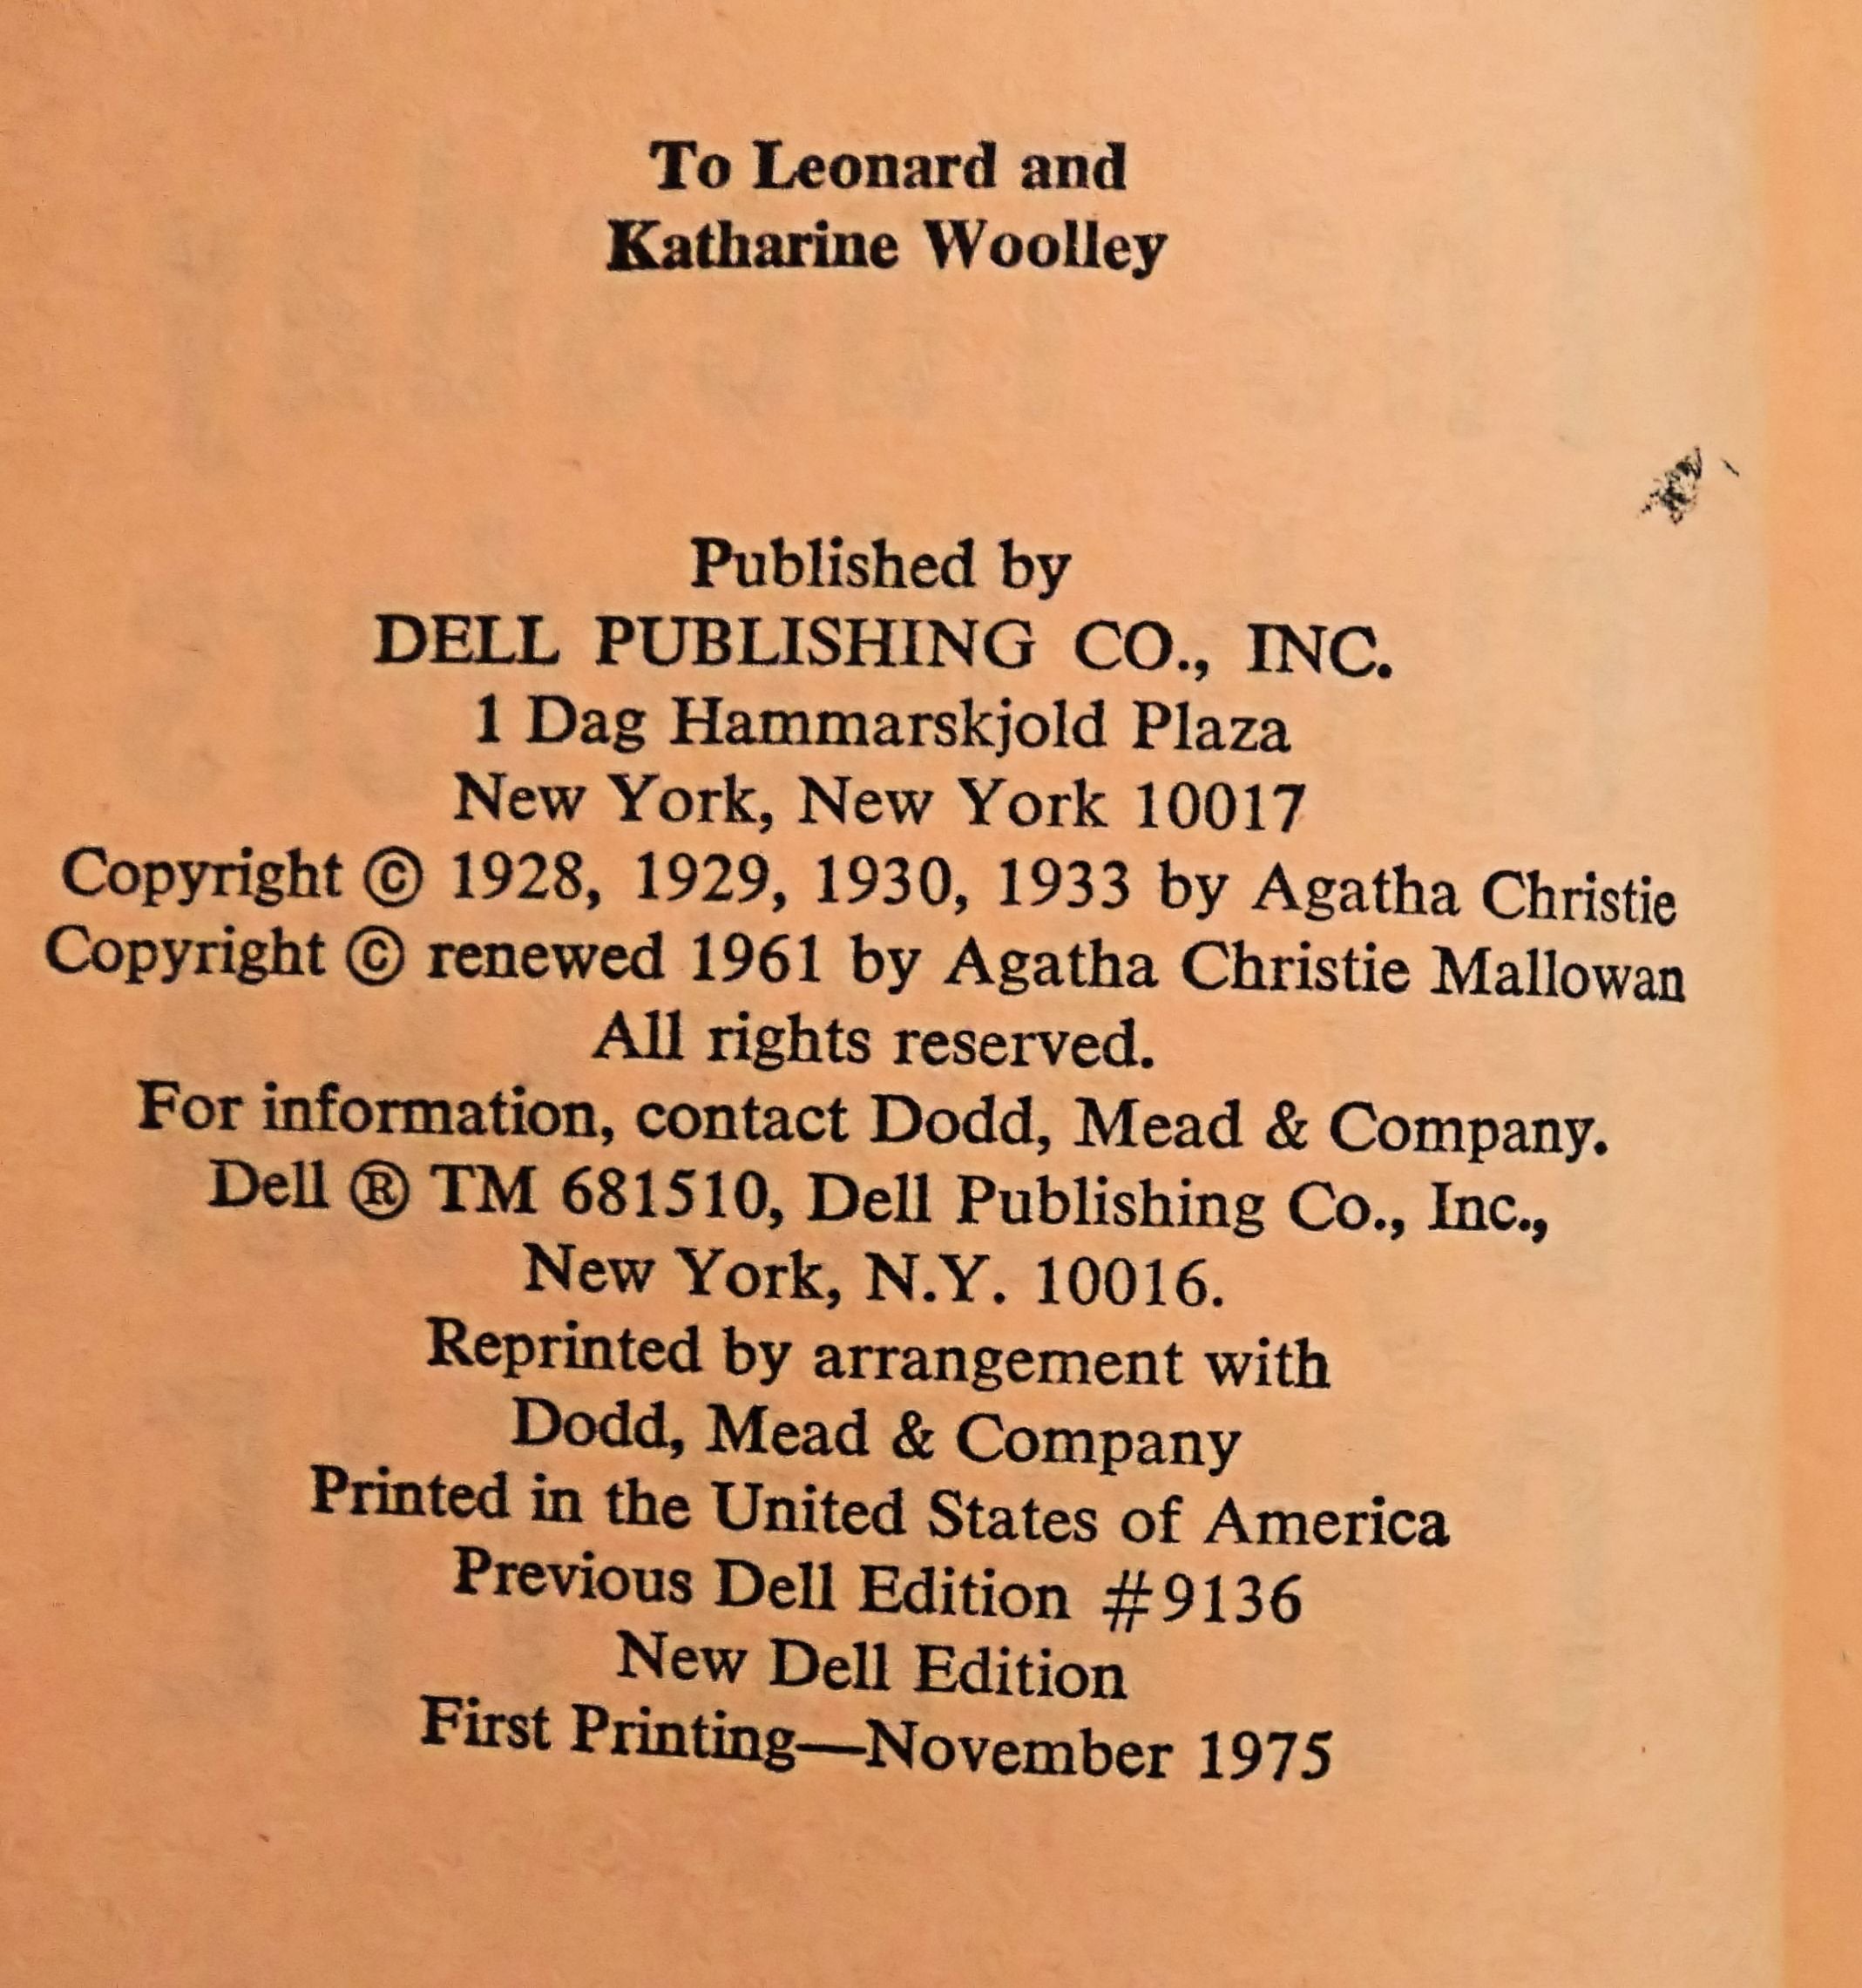 To Leonard and
Katharine Woolley
Published by
DELL PUBLISHING CO., INC.
1 Dag Hammarskjold Plaza
New York, New York 10017
Copyright © 1928, 1929, 1930, 1933 by Agatha Christie
Copyright © renewed 1961 by Agatha Christie Mallowan
All rights reserved.
For information, contact Dodd, Mead & Company.
Dell ® TM 681510, Dell Publishing Co., Inc.,
New York, N.Y. 10016.
Reprinted by arrangement with
Dodd, Mead & Company
Printed in the United States of America
Previous Dell Edition #9136
New Dell Edition
First Printing—November 1975